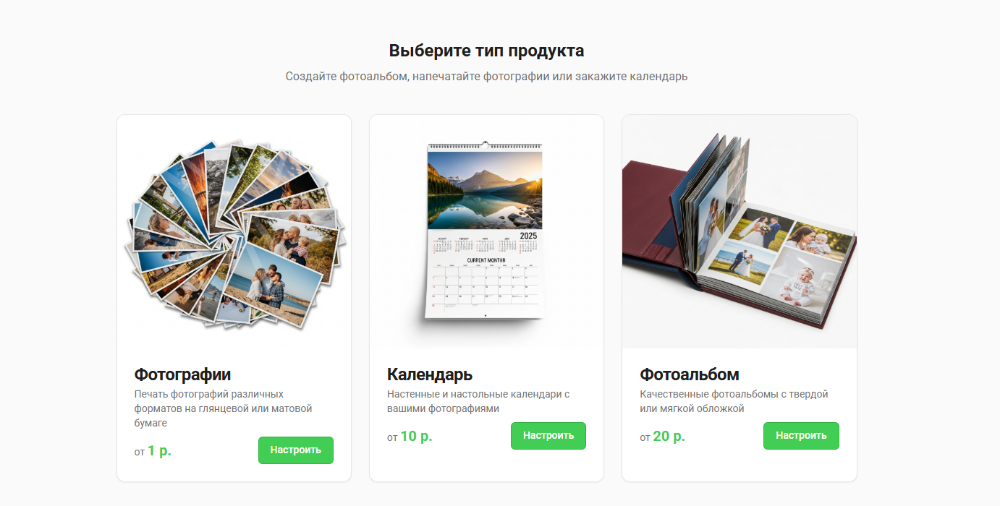 Выберите тип продукта
Создайте фотоальбом, напечатайте фотографии или закажите календарь
2025
CURRENT MONTHR
Фотографии
Печать фотографий различных
форматов на глянцевой или матовой
бумаге
от 1 р.
Настроить
Календарь
Настенные и настольные календари с
вашими фотографиями
от 10 р.
Настроить
Фотоальбом
Качественные фотоальбомы с твердой
или мягкой обложкой
от 20 р.
Настроить